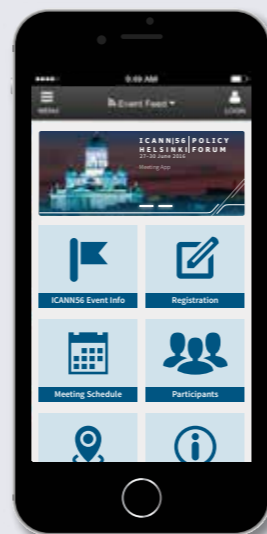 9:49 AM
MENU
Event Feed
LOGIN
ICANN|56 POLICY
HELSINKI FORUM
27–30 June 2016
Meeting App
ICANN56 Event Info
Registration
Meeting Schedule
Participants